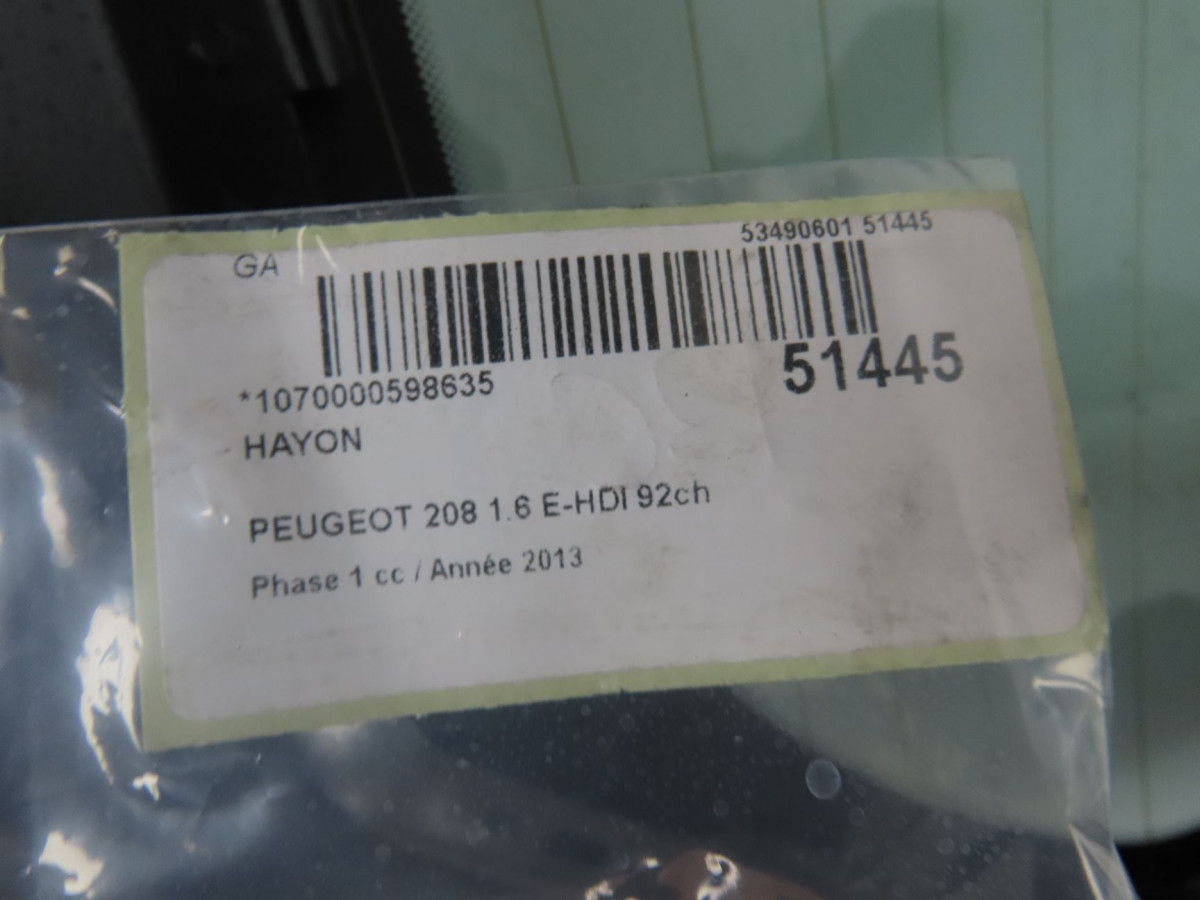 53490601 51445
GA
51445
*1070000598635
HAYON
PEUGEOT 208 1.6 E-HDI 92ch
Phase 1 cc / Année 2013